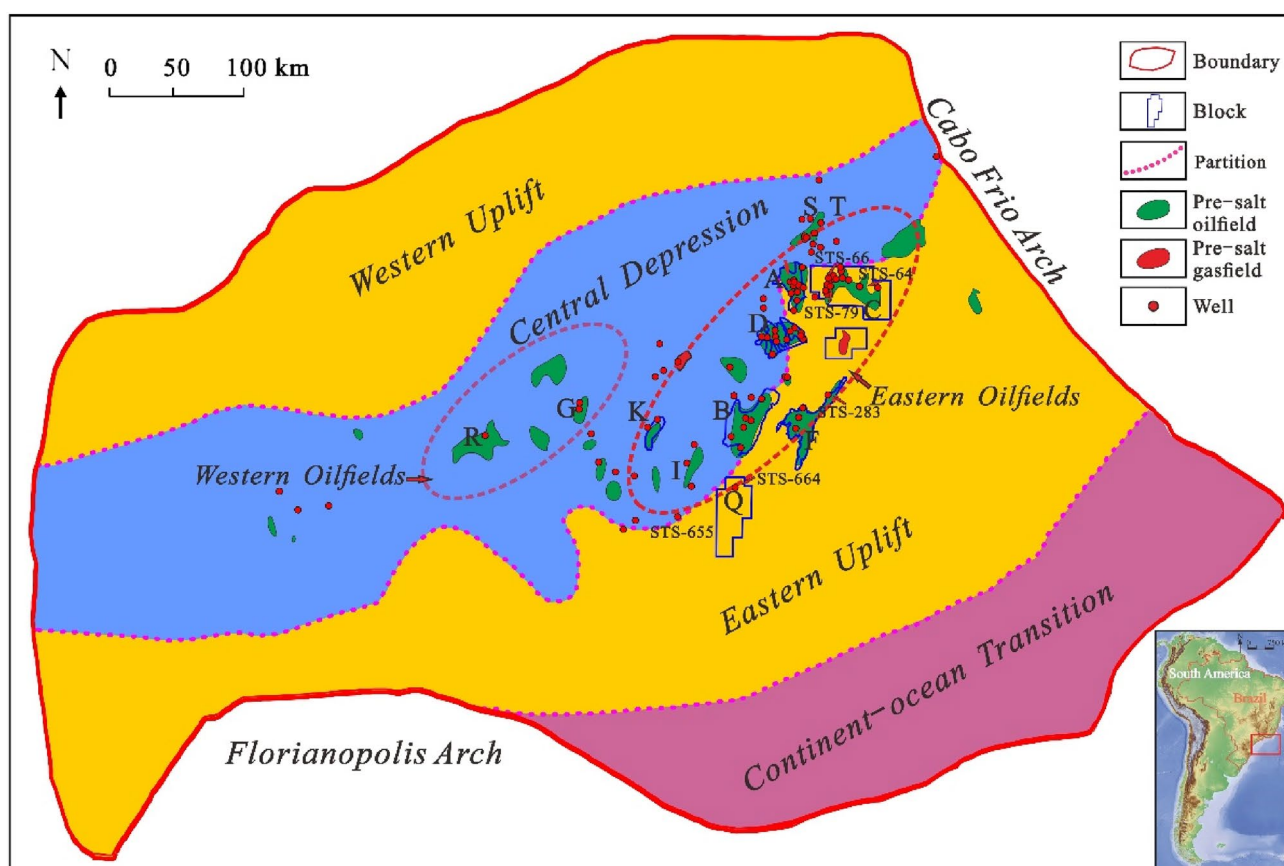 N
0 50 100 km
Boundary
Block
Partition
Pre-salt
oilfield
Pre-salt
gasfield
Well
Cabo Frio Arch
Western Uplift
Central Depression
S T
STS-66
A
STS-64
STS-79
C
D
Eastern Oilfields
G
K
B
STS-283
R
F
Western Oilfields
I
STS-664
Q
STS-655
Eastern Uplift
Continent-ocean Transition
Florianopolis Arch
N
0 750
South America
Brazil